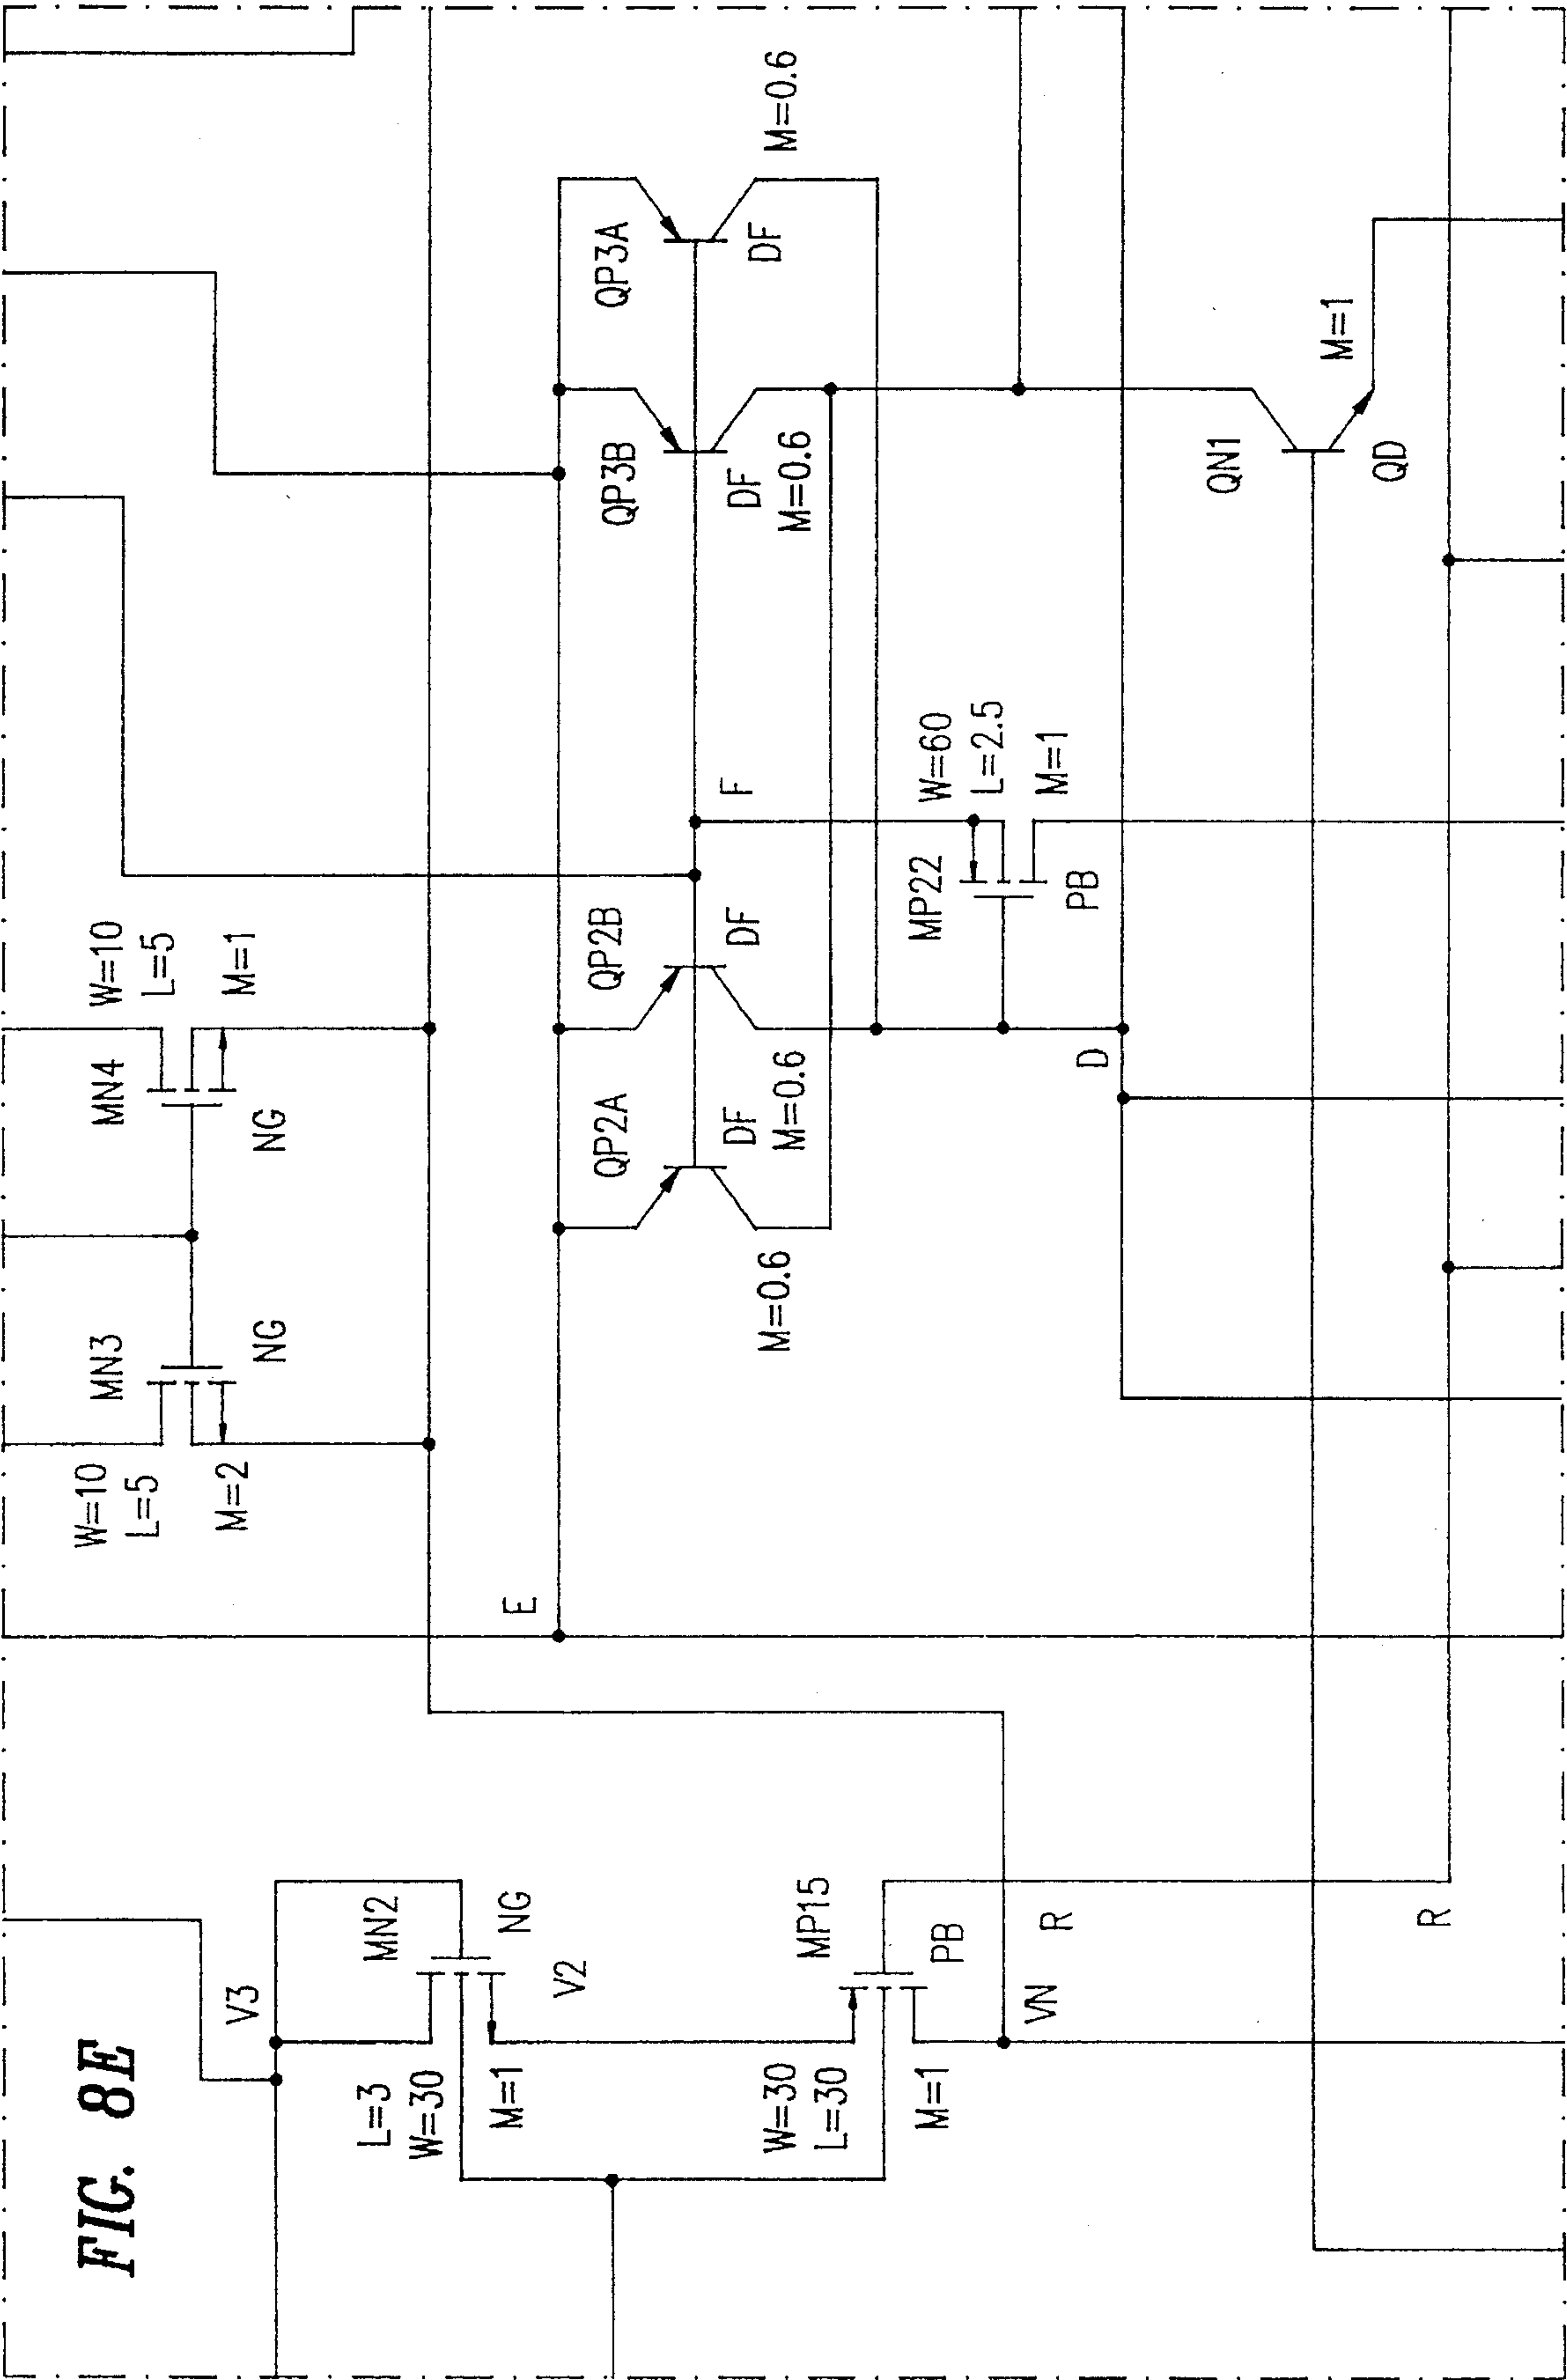 FIG. 8E
V3
MN2
NG
L=3
W=30
M=1
V2
MP15
PB
W=30
L=30
M=1
R
VN
R
E
MN3
NG
W=10
L=5
M=2
MN4
NG
W=10
L=5
M=1
QP2A
DF
M=0.6
QP2B
DF
M=0.6
F
MP22
PB
W=60
L=2.5
M=1
D
QP3B
DF
M=0.6
QP3A
DF
M=0.6
QN1
QD
M=1